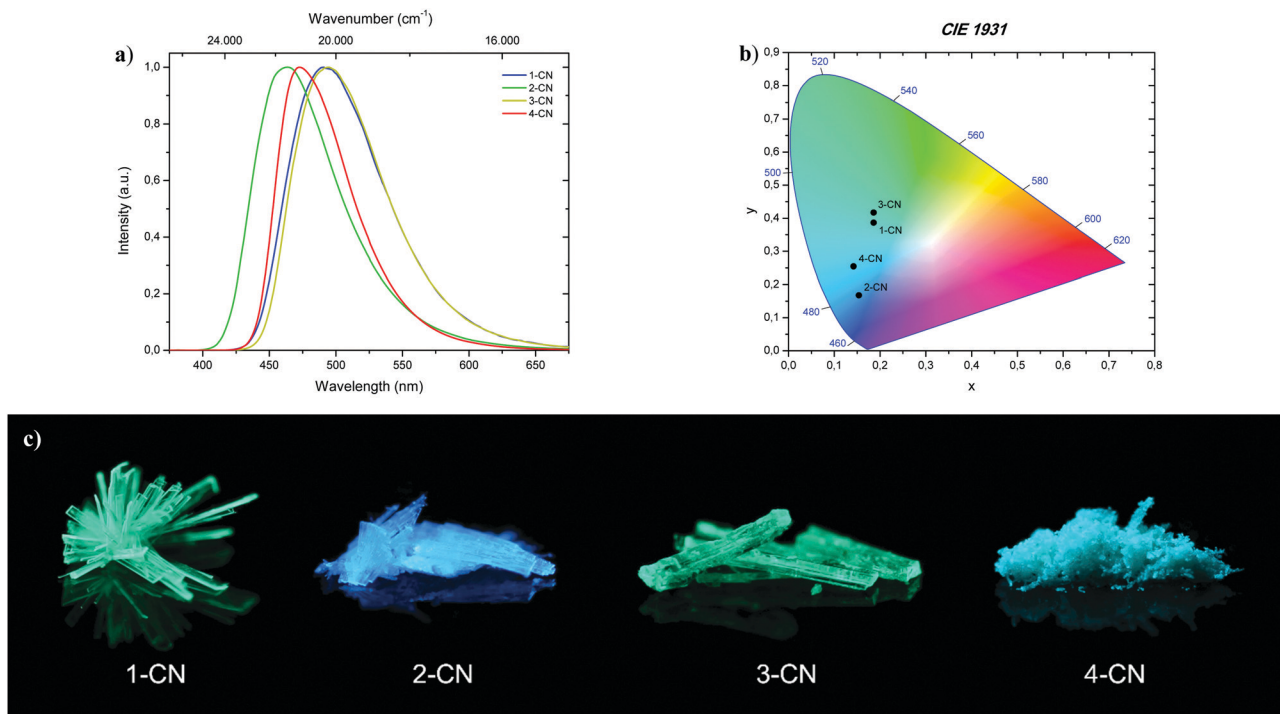 Wavenumber (cm⁻¹)
24.000 20.000 16.000
a)
1,0
0,8
0,6
0,4
0,2
0,0
Intensity (a.u.)
1-CN
2-CN
3-CN
4-CN
400 450 500 550 600 650
Wavelength (nm)
b)
CIE 1931
0,9
0,8
0,7
0,6
0,5
0,4
0,3
0,2
0,1
0,0
y
520
540
560
500
580
600
620
480
460
3-CN
1-CN
4-CN
2-CN
0,0 0,1 0,2 0,3 0,4 0,5 0,6 0,7 0,8
x
c)
1-CN 2-CN 3-CN 4-CN